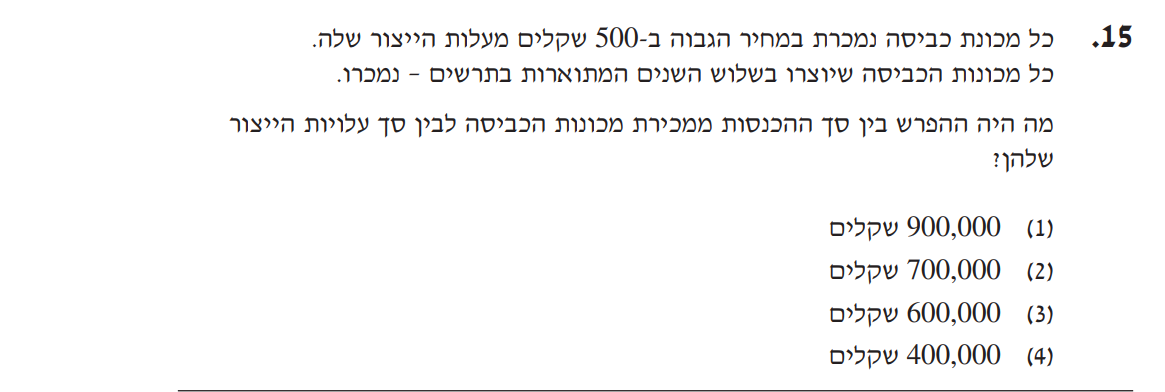 15. כל מכונת כביסה נמכרת במחיר הגבוה ב-500 שקלים מעלות הייצור שלה.
כל מכונות הכביסה שיוצרו בשלוש השנים המתוארות בתרשים – נמכרו.
מה היה ההפרש בין סך ההכנסות ממכירת מכונות הכביסה לבין סך עלויות הייצור
שלהן?
(1) 900,000 שקלים
(2) 700,000 שקלים
(3) 600,000 שקלים
(4) 400,000 שקלים